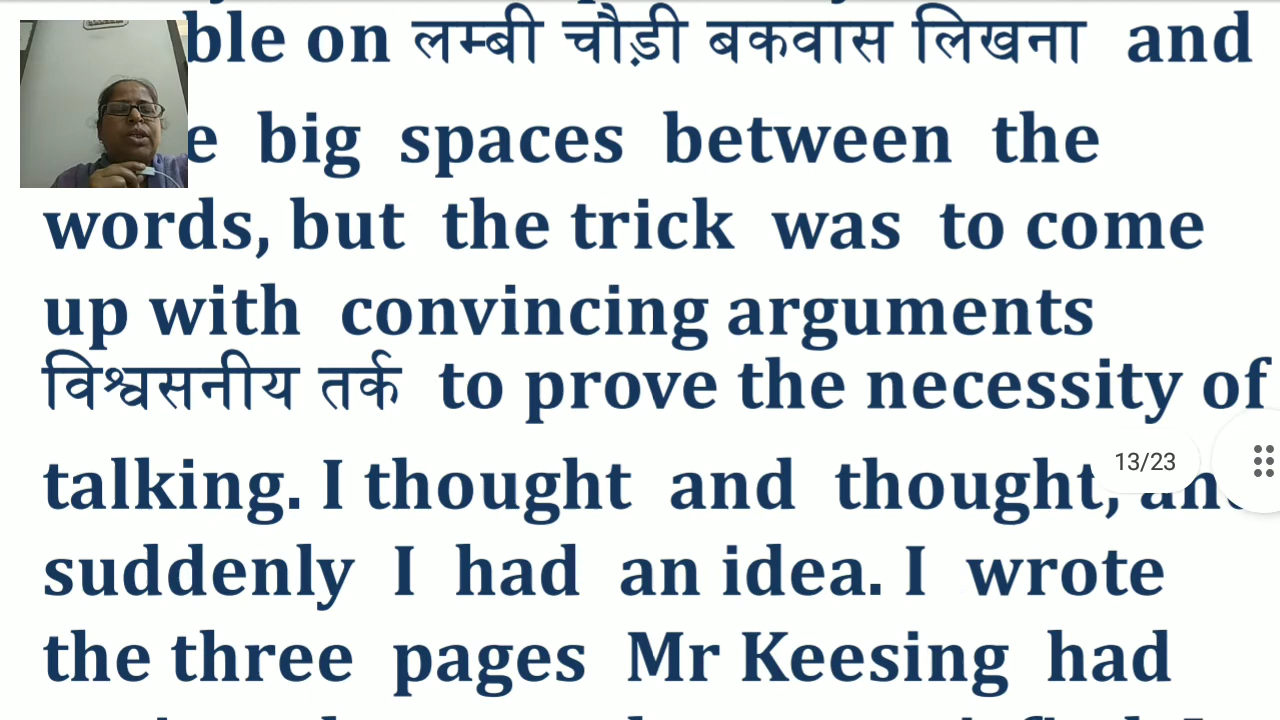 ble on लम्बी चौड़ी बकवास लिखना and
e big spaces between the
words, but the trick was to come
up with convincing arguments
विश्वसनीय तर्क to prove the necessity of
talking. I thought and thought, an
suddenly I had an idea. I wrote
the three pages Mr Keesing had
13/23